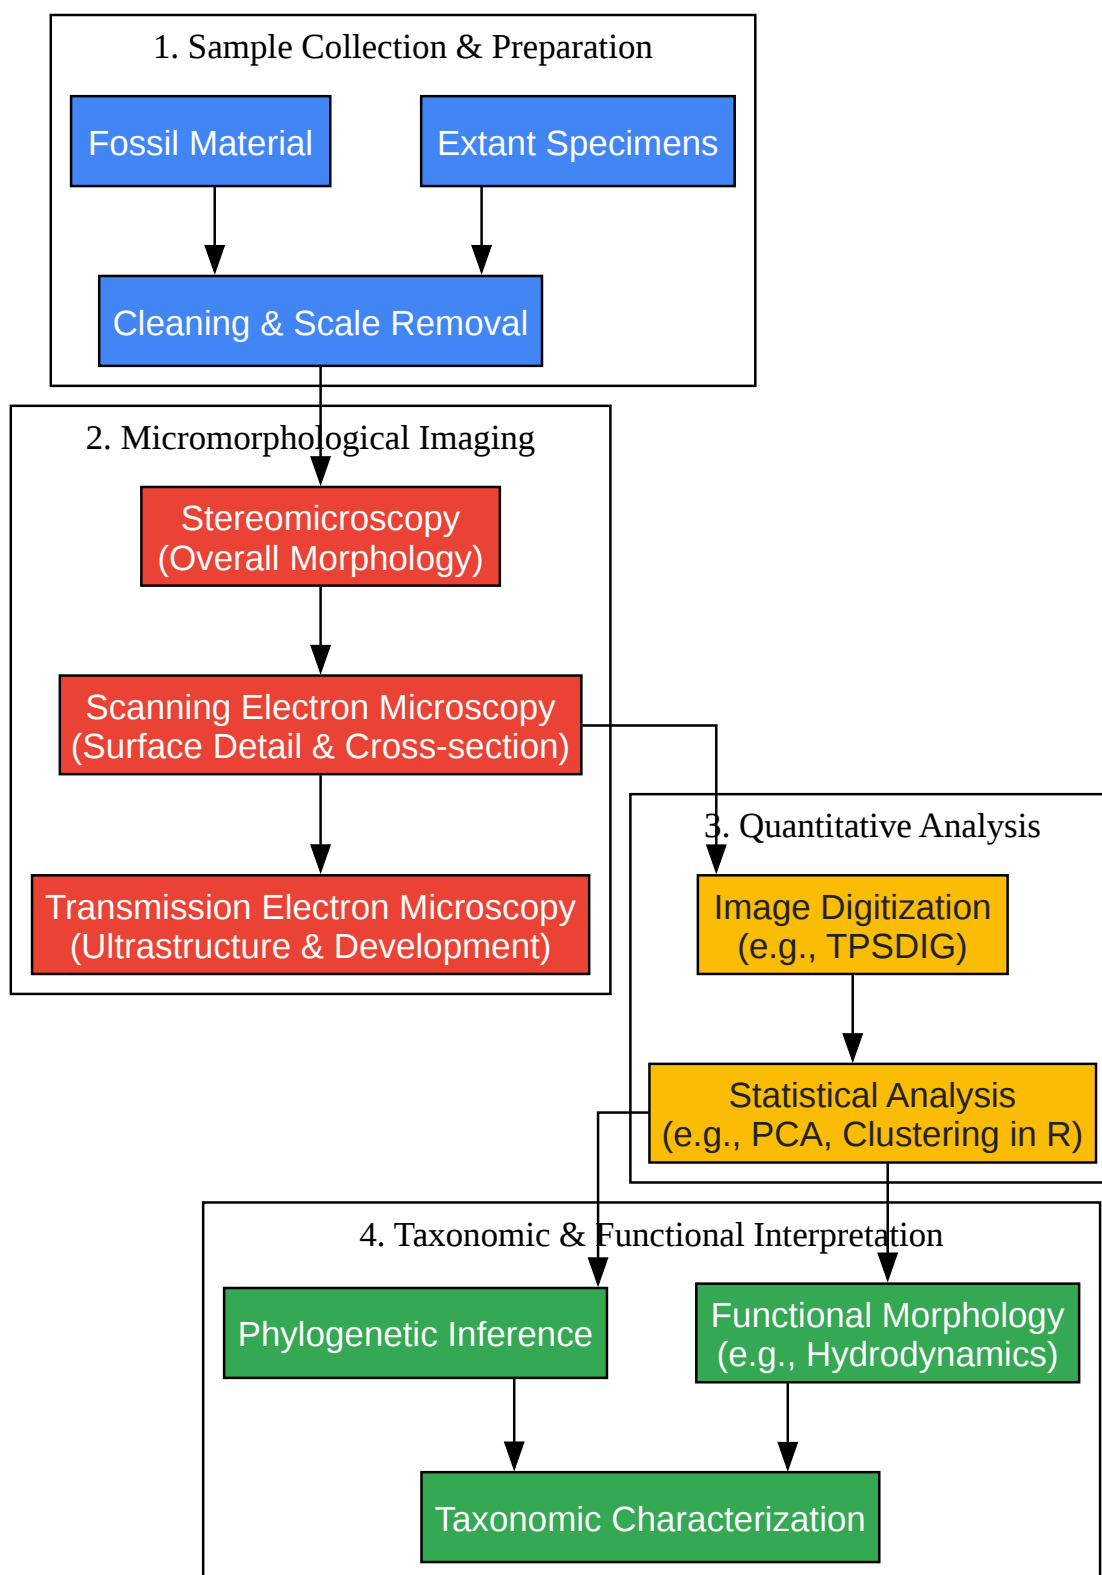 1. Sample Collection & Preparation
Fossil Material
Extant Specimens
Cleaning & Scale Removal
2. Micromorphological Imaging
Stereomicroscopy
(Overall Morphology)
Scanning Electron Microscopy
(Surface Detail & Cross-section)
Transmission Electron Microscopy
(Ultrastructure & Development)
3. Quantitative Analysis
Image Digitization
(e.g., TPSDIG)
Statistical Analysis
(e.g., PCA, Clustering in R)
4. Taxonomic & Functional Interpretation
Phylogenetic Inference
Functional Morphology
(e.g., Hydrodynamics)
Taxonomic Characterization